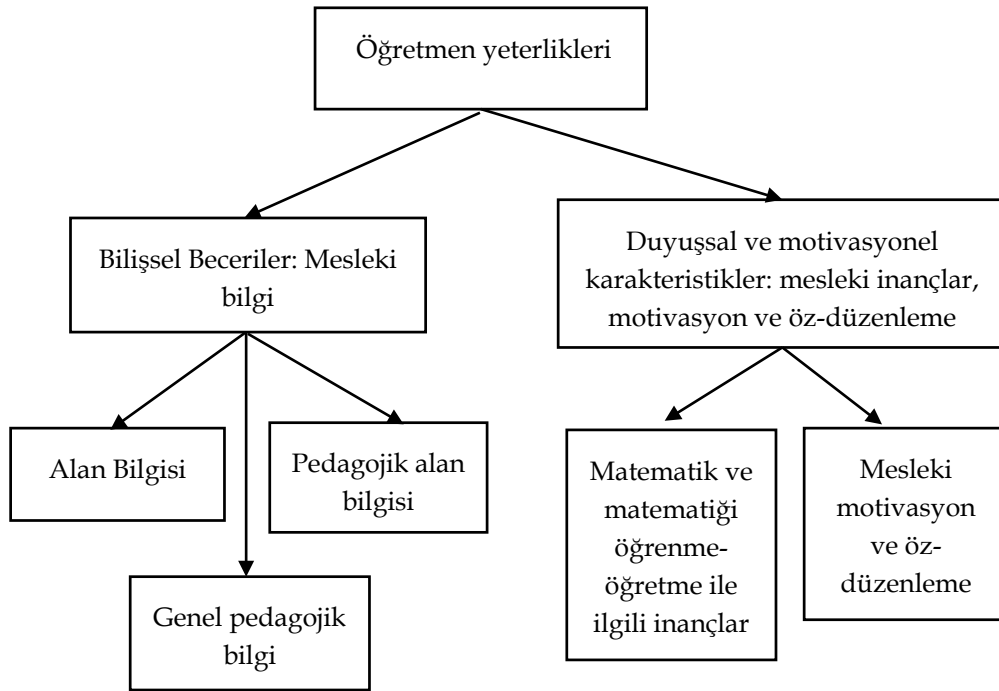 Öğretmen yeterlikleri
Bilişsel Beceriler: Mesleki
bilgi
Duyuşsal ve motivasyonel
karakteristikler: mesleki inançlar,
motivasyon ve öz-düzenleme
Alan Bilgisi
Pedagojik alan
bilgisi
Genel pedagojik
bilgi
Matematik ve
matematiği
öğrenme-
öğretme ile
ilgili inançlar
Mesleki
motivasyon
ve öz-
düzenleme